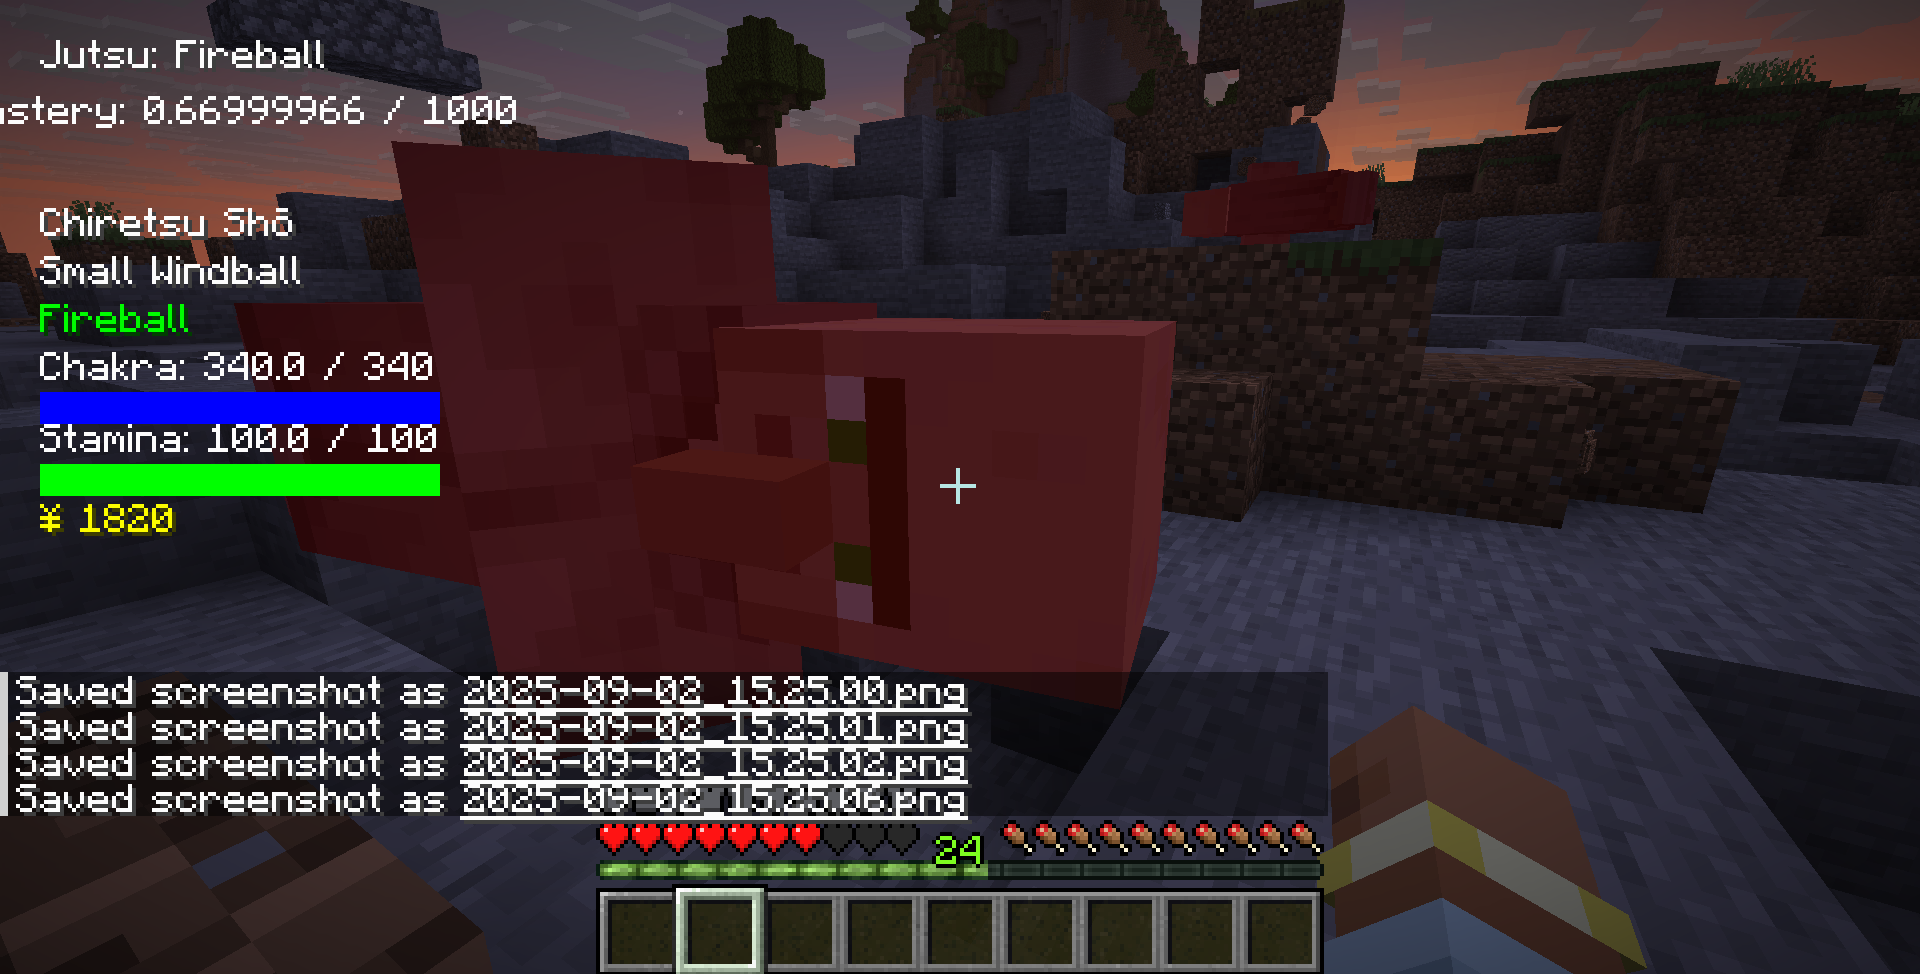 Jutsu: Fireball
astery: 0.66999966 / 1000
Chiretsu Shō
Small Windball
Fireball
Chakra: 340.0 / 340
Stamina: 100.0 / 100
¥ 1820
Saved screenshot as 2025-09-02_15.25.00.png
Saved screenshot as 2025-09-02_15.25.01.png
Saved screenshot as 2025-09-02_15.25.02.png
Saved screenshot as 2025-09-02_15.25.06.png
24